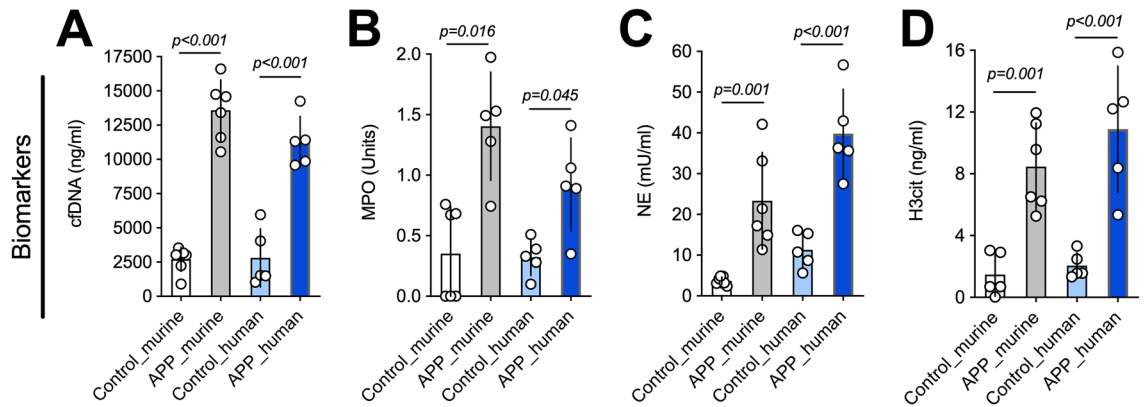 Biomarkers
A
cfDNA (ng/ml)
17500
15000
12500
10000
7500
5000
2500
0
p<0.001
p<0.001
Control_murine
APP_murine
Control_human
APP_human
B
MPO (Units)
2.0
1.5
1.0
0.5
0.0
p=0.016
p=0.045
Control_murine
APP_murine
Control_human
APP_human
C
NE (mU/ml)
60
50
40
30
20
10
0
p=0.001
p<0.001
Control_murine
APP_murine
Control_human
APP_human
D
H3cit (ng/ml)
16
12
8
4
0
p=0.001
p<0.001
Control_murine
APP_murine
Control_human
APP_human